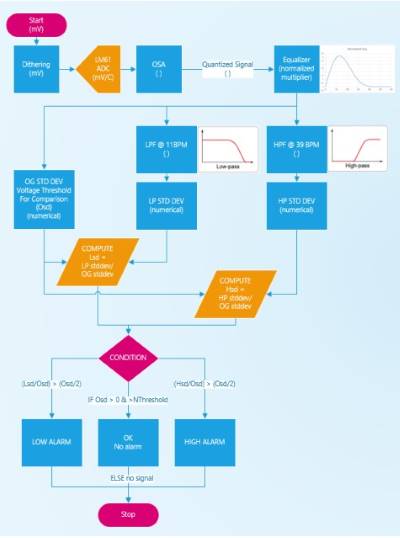 Start
(mV)
Dithering
(mV)
LM61
ADC
(mV/C)
OSA
( )
Quantized Signal
( )
Equalizer
(normalized
multiplier)
LPF @ 11BPM
( )
Low-pass
HPF @ 39 BPM
( )
High-pass
OG STD DEV
Voltage Threshold
For Comparison
(Osd)
(numerical)
LP STD DEV
(numerical)
HP STD DEV
(numerical)
COMPUTE
Lsd =
LP stddev/
OG stddev
COMPUTE
Hsd =
HP stddev/
OG stddev
CONDITION
(Lsd/Osd) > (Osd/2)
(Hsd/Osd) > (Osd/2)
IF Osd > 0 & >NThreshold
LOW ALARM
OK
No alarm
HIGH ALARM
ELSE no signal
Stop